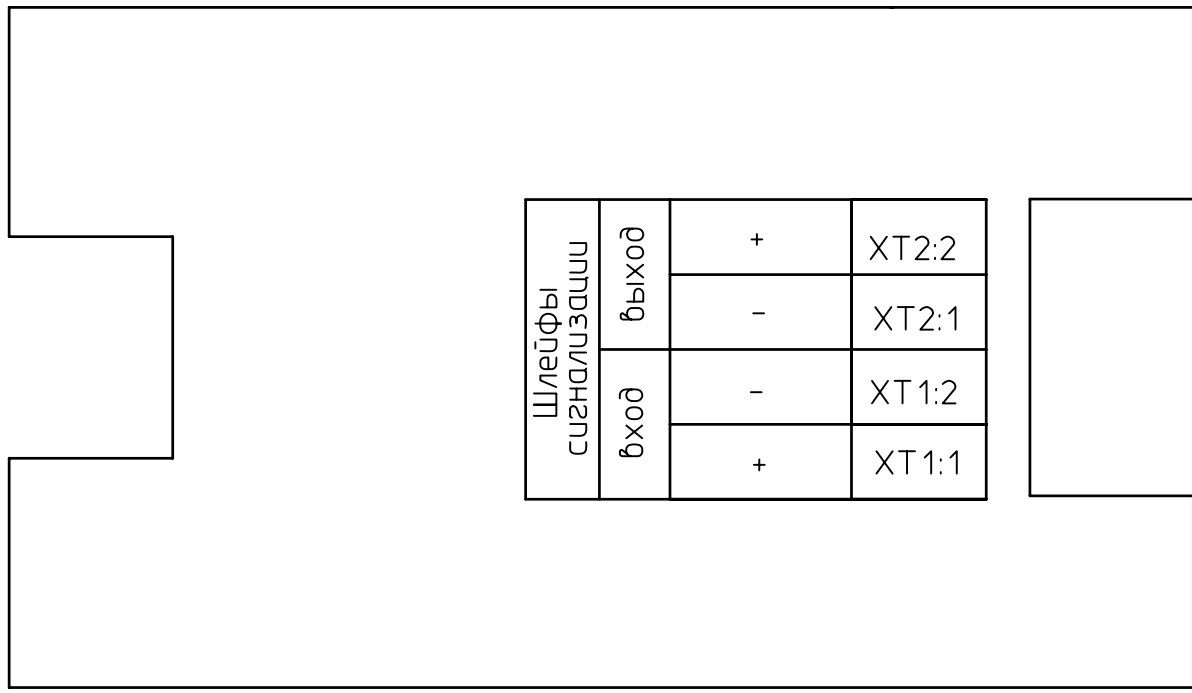 Шлейфы
сигнализации
выход
+
XT2:2
–
XT2:1
вход
–
XT1:2
+
XT1:1